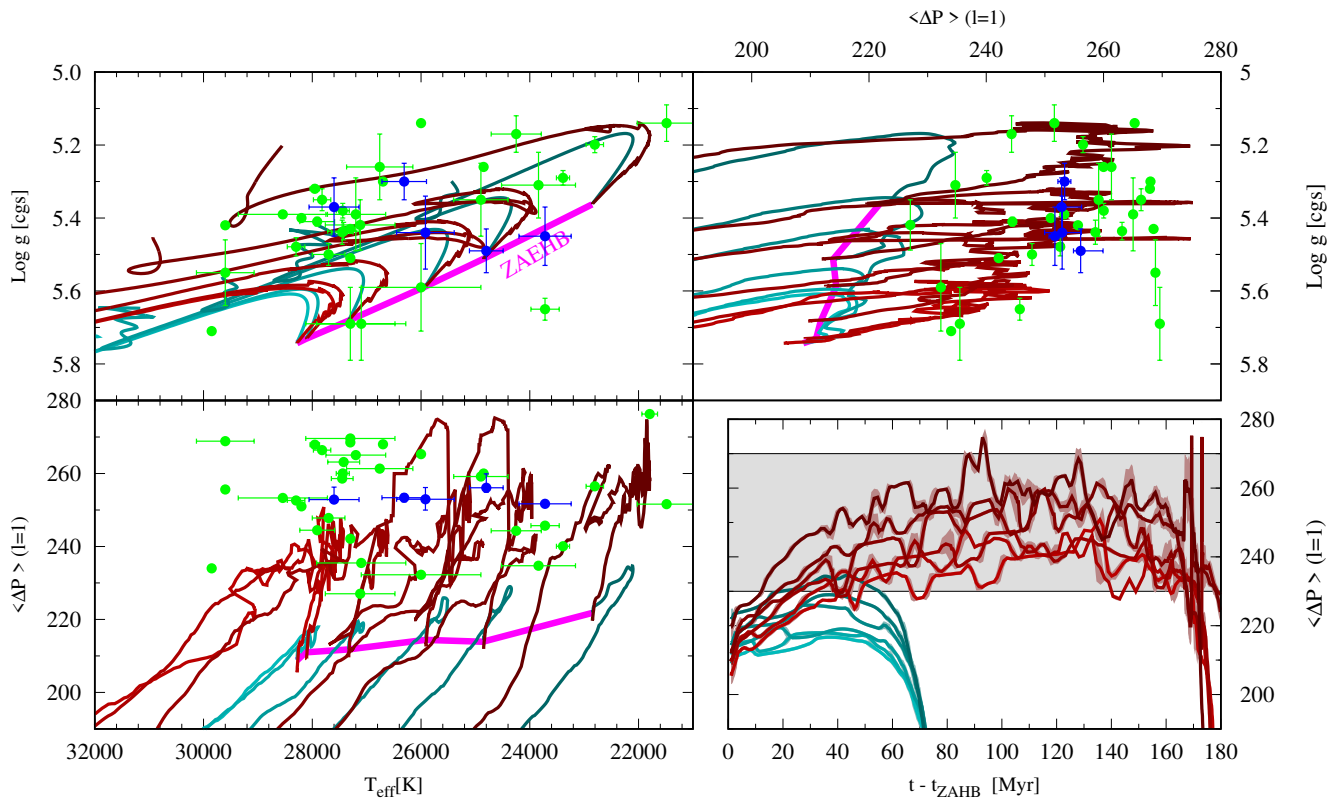 <ΔP > (l=1)
200 220 240 260 280
5.0
5.2
5.4
5.6
5.8
Log g [cgs]
ZAEHB
5
5.2
5.4
5.6
5.8
Log g [cgs]
280
260
240
220
200
<ΔP > (l=1)
32000 30000 28000 26000 24000 22000
T_eff[K]
280
260
240
220
200
<ΔP > (l=1)
0 20 40 60 80 100 120 140 160 180
t - t_ZAHB [Myr]